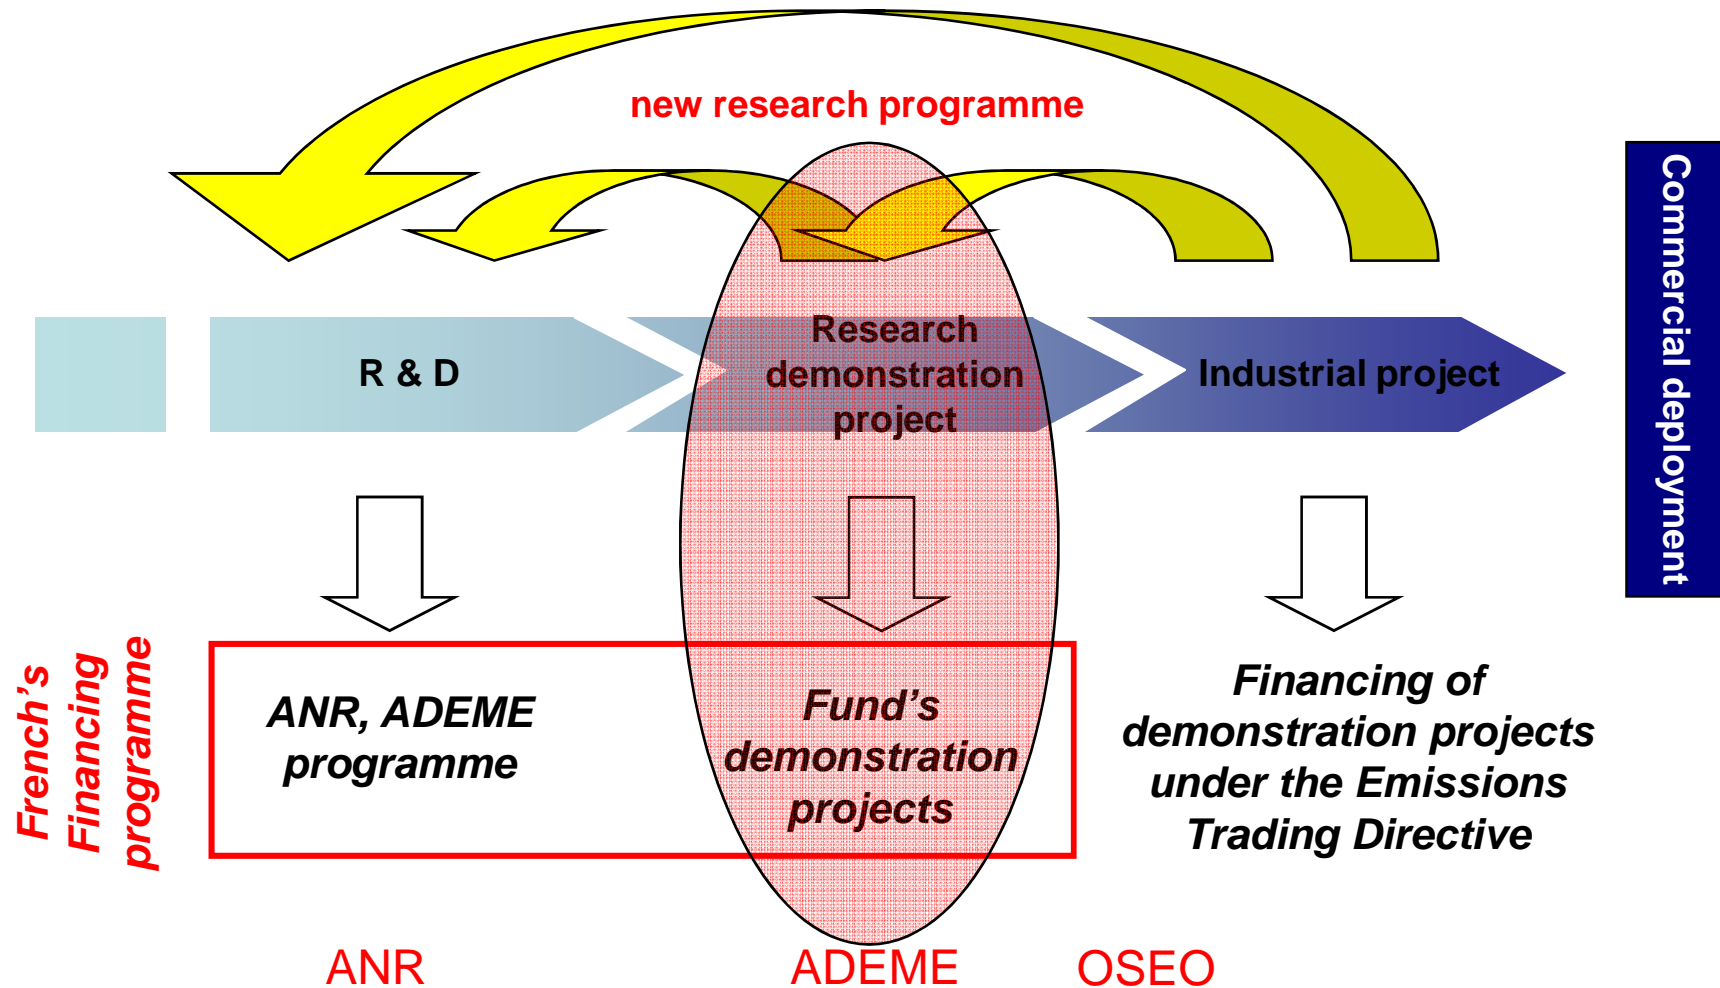 new research programme
Commercial deployment
R & D
Research
demonstration
project
Industrial project
French’s
Financing
programme
ANR, ADEME
programme
Fund’s
demonstration
projects
Financing of
demonstration projects
under the Emissions
Trading Directive
ANR
ADEME
OSEO